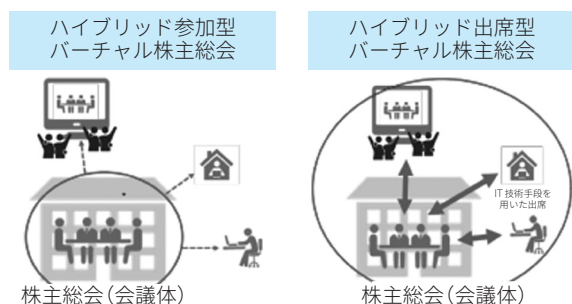 ハイブリッド参加型
バーチャル株主総会
ハイブリッド出席型
バーチャル株主総会
IT技術手段を
用いた出席
株主総会(会議体)
株主総会(会議体)